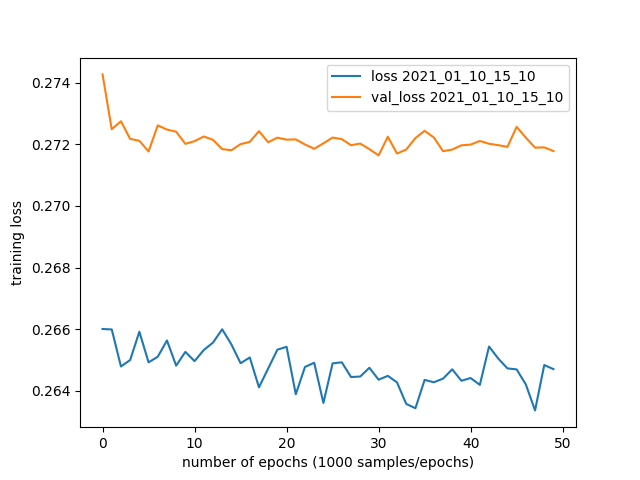 loss 2021_01_10_15_10
val_loss 2021_01_10_15_10
training loss
0.274
0.272
0.270
0.268
0.266
0.264
0 10 20 30 40 50
number of epochs (1000 samples/epochs)